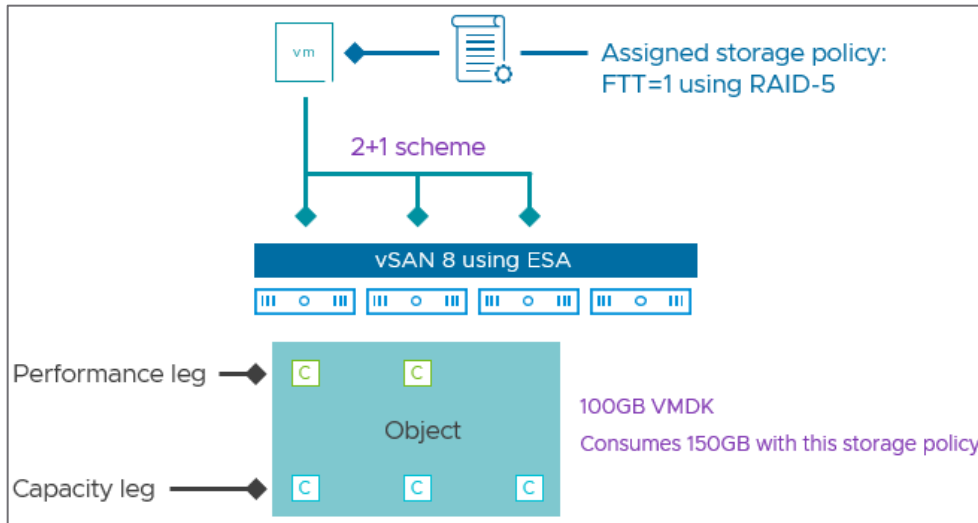 vm
Assigned storage policy:
FTT=1 using RAID-5
2+1 scheme
vSAN 8 using ESA
Performance leg
C
C
Object
100GB VMDK
Consumes 150GB with this storage policy
Capacity leg
C
C
C